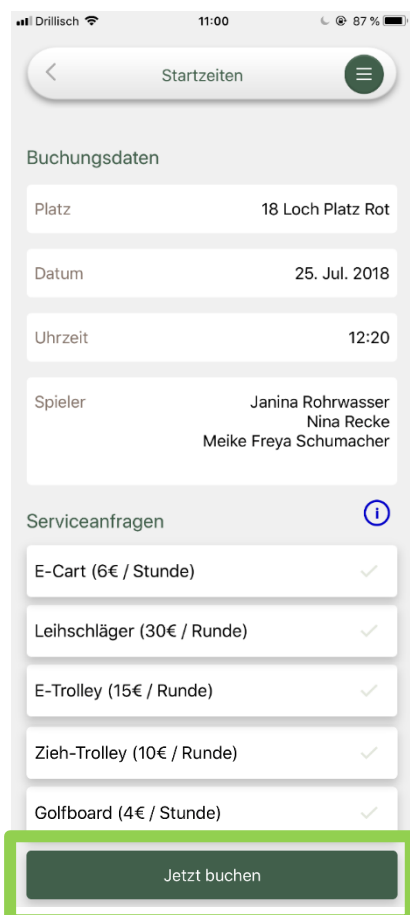 Drillisch 11:00 87 %
Startzeiten
Buchungsdaten
Platz 18 Loch Platz Rot
Datum 25. Jul. 2018
Uhrzeit 12:20
Spieler Janina Rohrwasser
Nina Recke
Meike Freya Schumacher
Serviceanfragen i
E-Cart (6€ / Stunde)
Leihschläger (30€ / Runde)
E-Trolley (15€ / Runde)
Zieh-Trolley (10€ / Runde)
Golfboard (4€ / Stunde)
Jetzt buchen